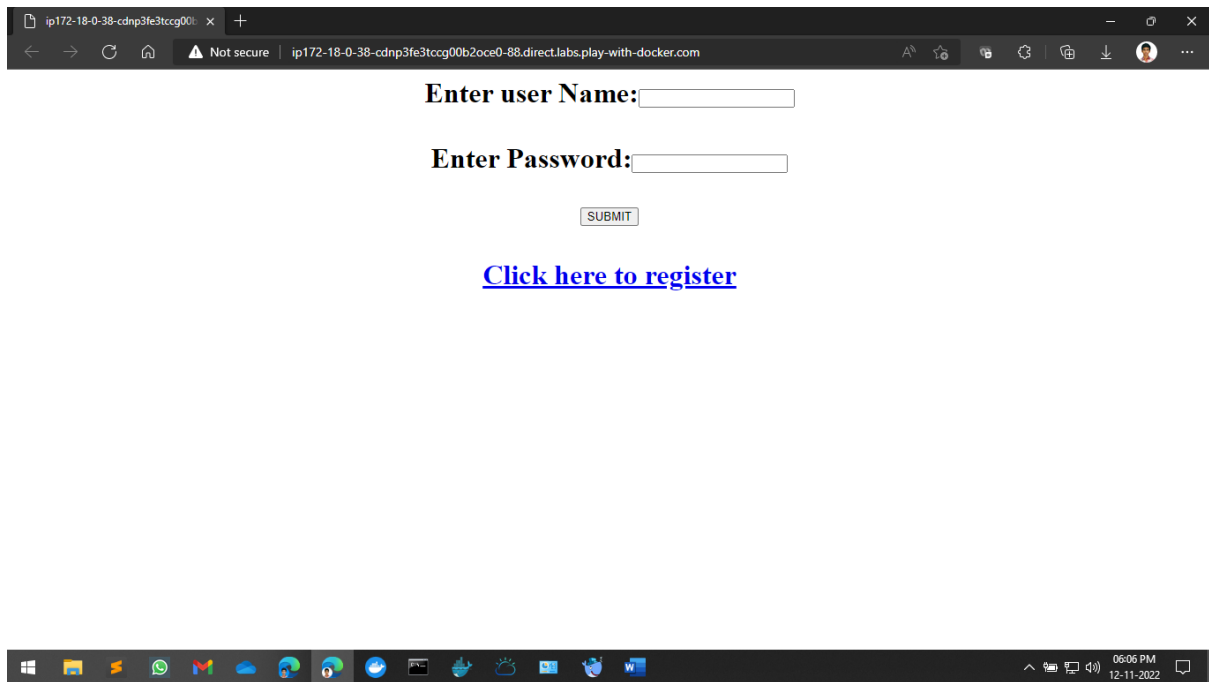 ip172-18-0-38-cdnp3fe3tccg00b
Not secure | ip172-18-0-38-cdnp3fe3tccg00b2oce0-88.direct.labs.play-with-docker.com
Enter user Name:
Enter Password:
SUBMIT
Click here to register
06:06 PM
12-11-2022